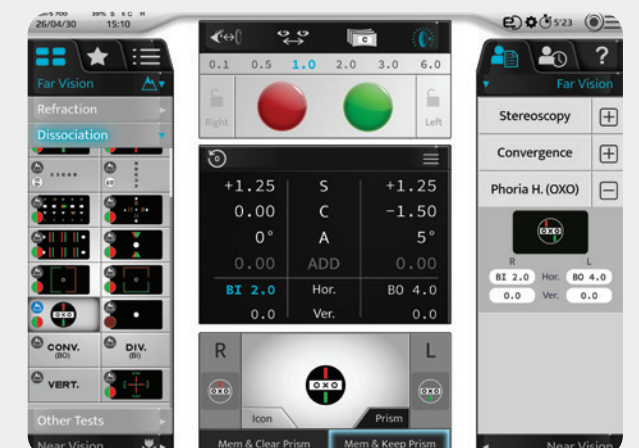 26/04/30 15:10
5'23
Far Vision
Refraction
Dissociation
CONV.
(BO)
DIV.
(BI)
VERT.
Other Tests
Near Vision
0.1 0.5 1.0 2.0 3.0 6.0
Right Left
0
+1.25 S +1.25
0.00 C -1.50
0° A 5°
0.00 ADD 0.00
BI 2.0 Hor. BO 4.0
0.0 Ver. 0.0
R L
OXO
Icon Prism
Mem & Clear Prism Mem & Keep Prism
?
Far Vision
Stereoscopy
Convergence
Phoria H. (OXO)
OXO
R L
BI 2.0 Hor. BO 4.0
0.0 Ver. 0.0
Near Vision